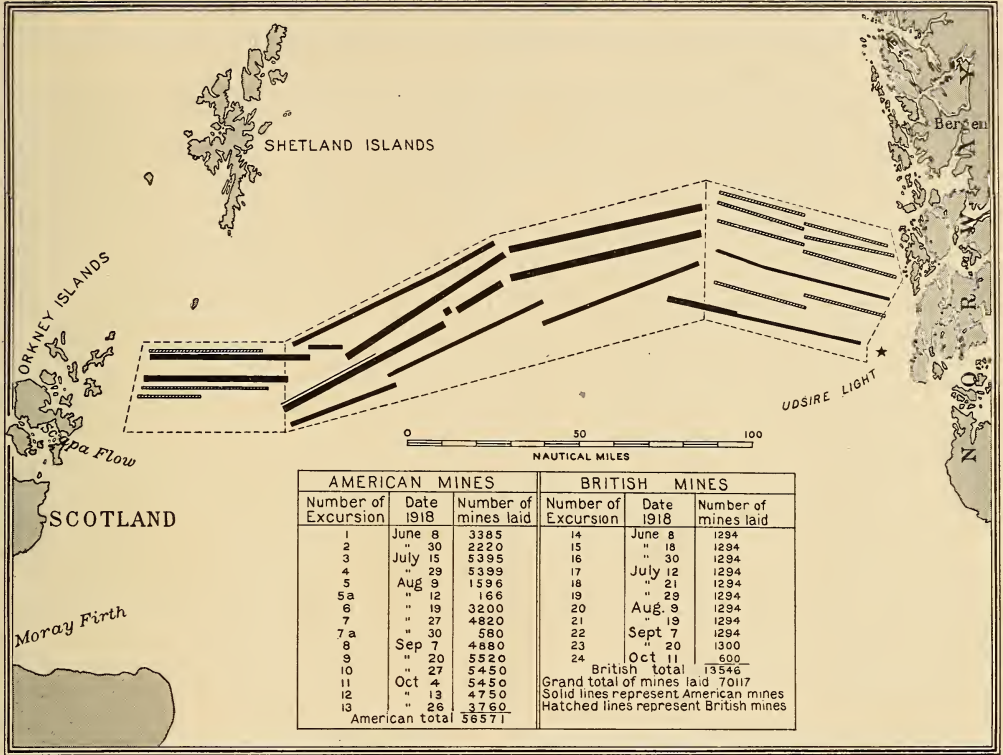 SHETLAND ISLANDS
ORKNEY ISLANDS
Scapa Flow
SCOTLAND
Moray Firth
Bergen
NORWAY
UDSIRE LIGHT
0 50 100
NAUTICAL MILES
AMERICAN MINES
Number of Excursion Date 1918 Number of mines laid
1 June 8 3385
2 " 30 2220
3 July 15 5395
4 " 29 5399
5 Aug 9 1596
5a " 12 166
6 " 19 3200
7 " 27 4820
7a " 30 580
8 Sep 7 4880
9 " 20 5520
10 " 27 5450
11 Oct 4 5450
12 " 13 4750
13 " 26 3760
American total 56571
BRITISH MINES
Number of Excursion Date 1918 Number of mines laid
14 June 8 1294
15 " 18 1294
16 " 30 1294
17 July 12 1294
18 " 21 1294
19 " 29 1294
20 Aug. 9 1294
21 " 19 1294
22 Sept 7 1294
23 " 20 1300
24 Oct 11 600
British total 13546
Grand total of mines laid 70117
Solid lines represent American mines
Hatched lines represent British mines